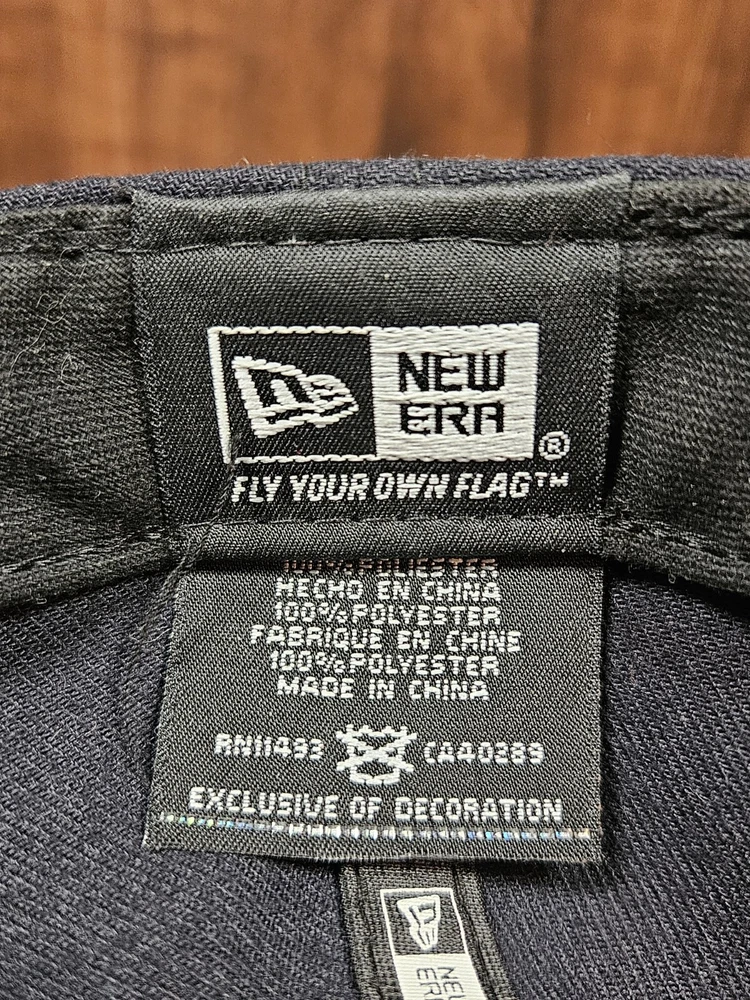 NEW
ERA
®
FLY YOUR OWN FLAG™
HECHO EN CHINA
100%POLYESTER
FABRIQUE EN CHINE
100%POLYESTER
MADE IN CHINA
RN11493 CA40289
EXCLUSIVE OF DECORATION